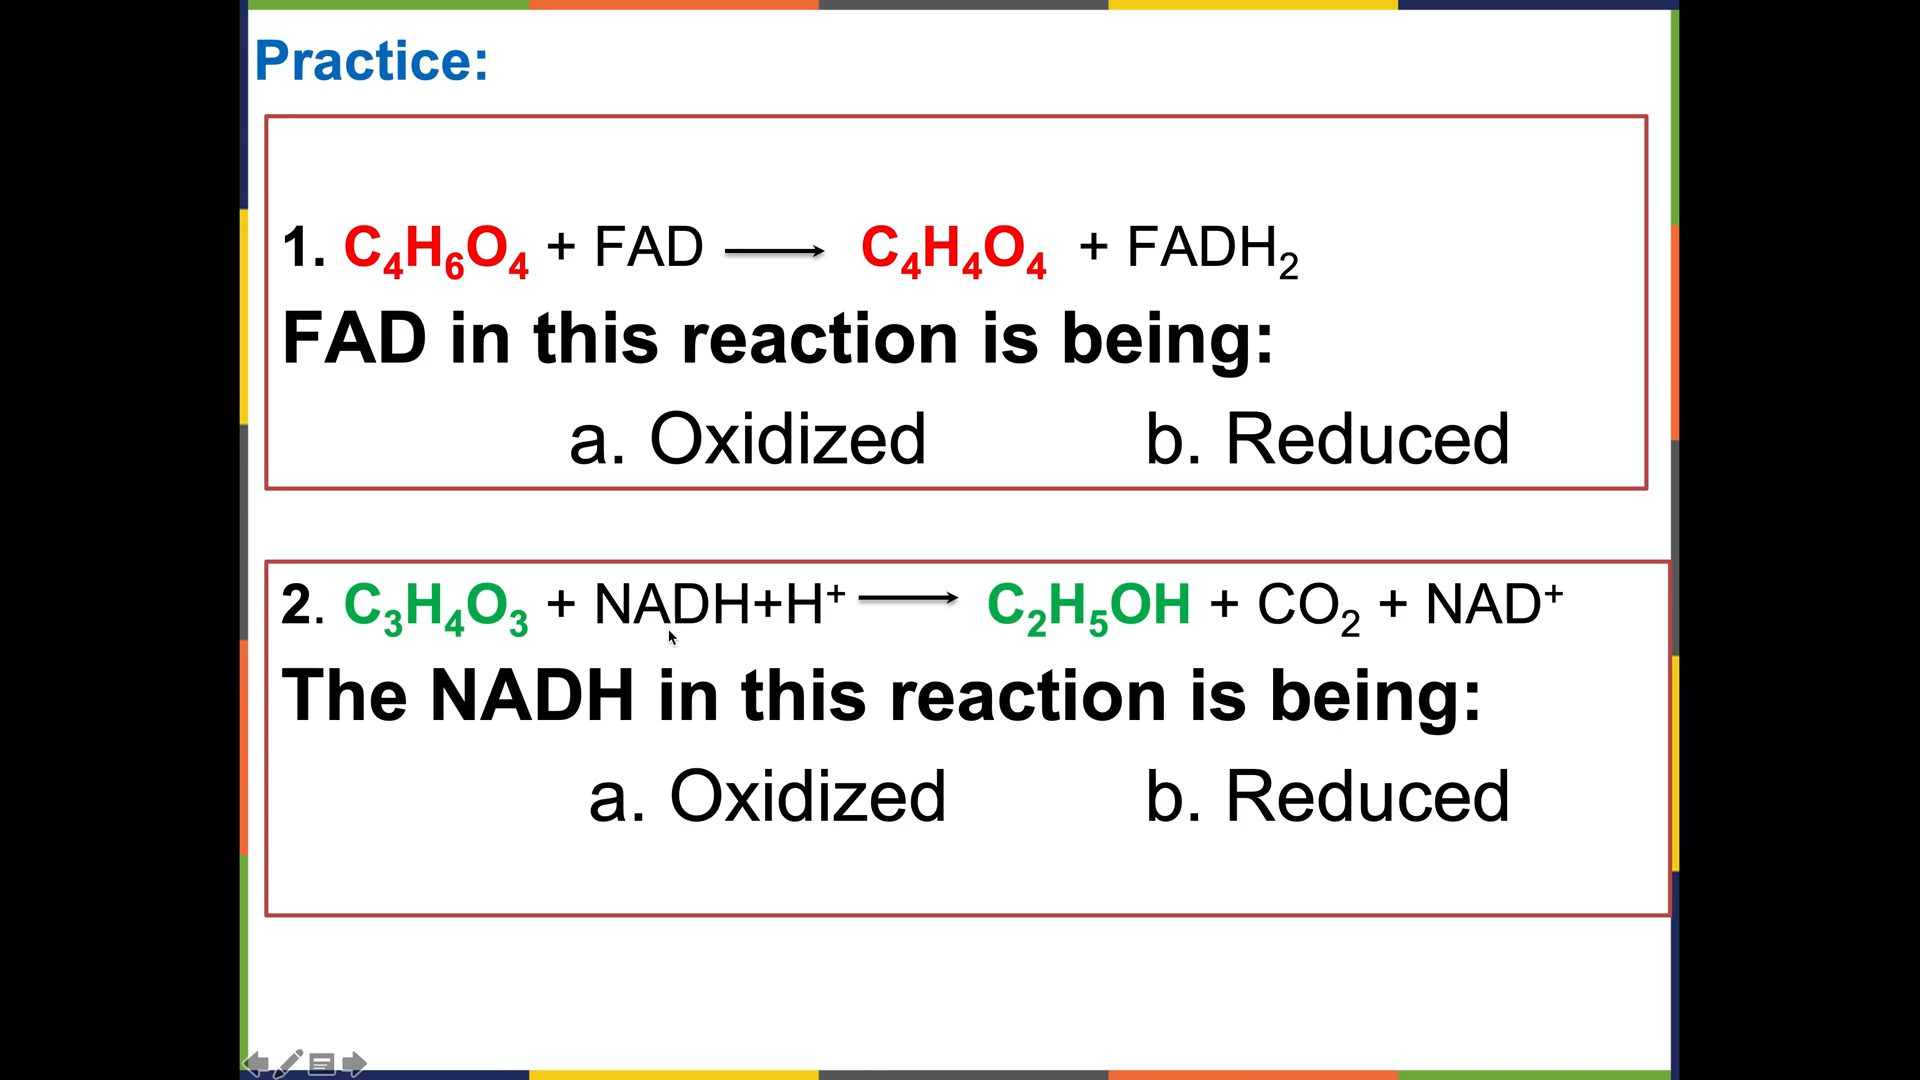 Practice:
1. C₄H₆O₄ + FAD ⟶ C₄H₄O₄ + FADH₂
FAD in this reaction is being:
a. Oxidized b. Reduced
2. C₃H₄O₃ + NADH+H⁺ ⟶ C₂H₅OH + CO₂ + NAD⁺
The NADH in this reaction is being:
a. Oxidized b. Reduced